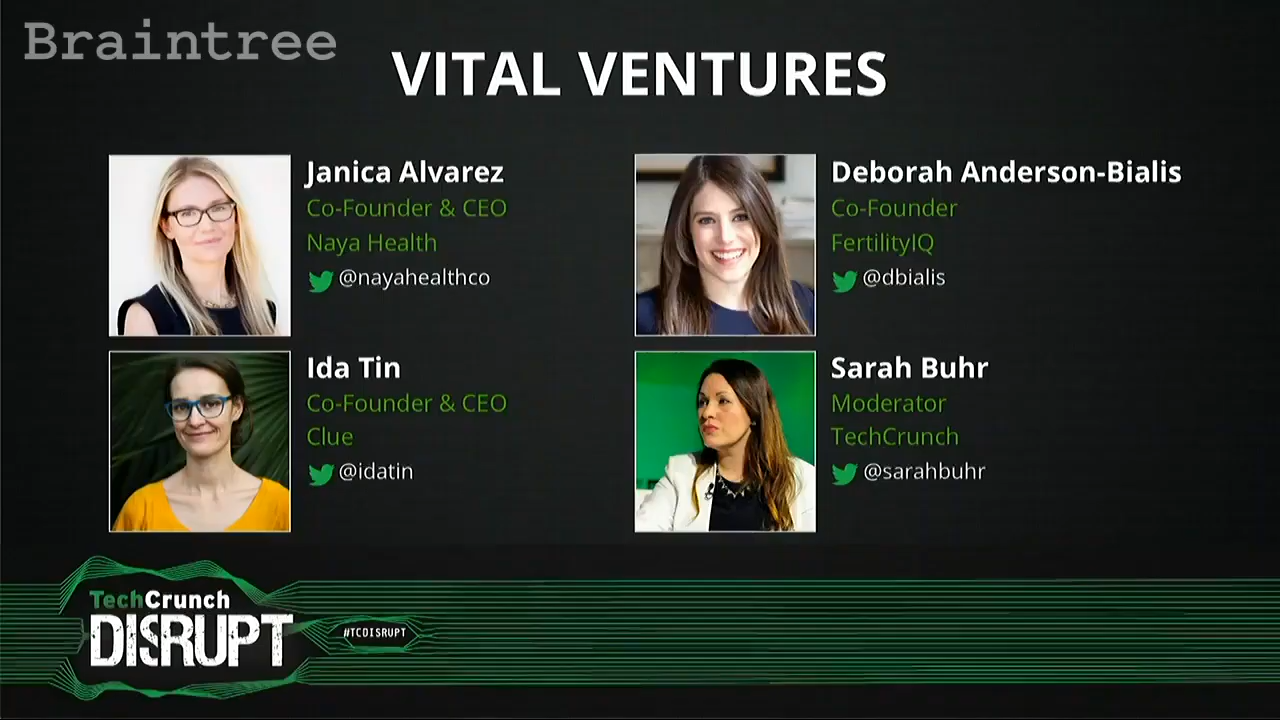 Braintree
VITAL VENTURES
Janica Alvarez
Co-Founder & CEO
Naya Health
@nayahealthco
Deborah Anderson-Bialis
Co-Founder
FertilityIQ
@dbialis
Ida Tin
Co-Founder & CEO
Clue
@idatin
Sarah Buhr
Moderator
TechCrunch
@sarahbuhr
TechCrunch
DISRUPT
#TCDISRUPT